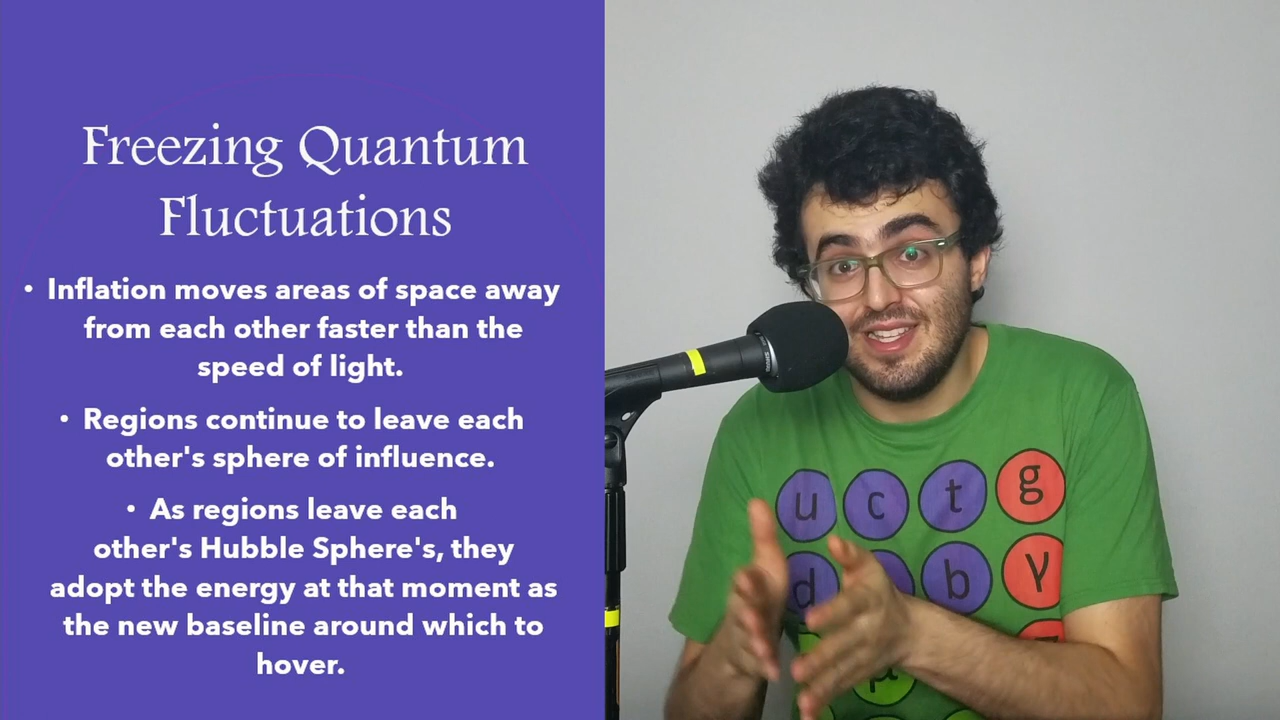 Freezing Quantum
Fluctuations
• Inflation moves areas of space away
from each other faster than the
speed of light.
• Regions continue to leave each
other's sphere of influence.
• As regions leave each
other's Hubble Sphere's, they
adopt the energy at that moment as
the new baseline around which to
hover.
u c t g
d b γ
μ